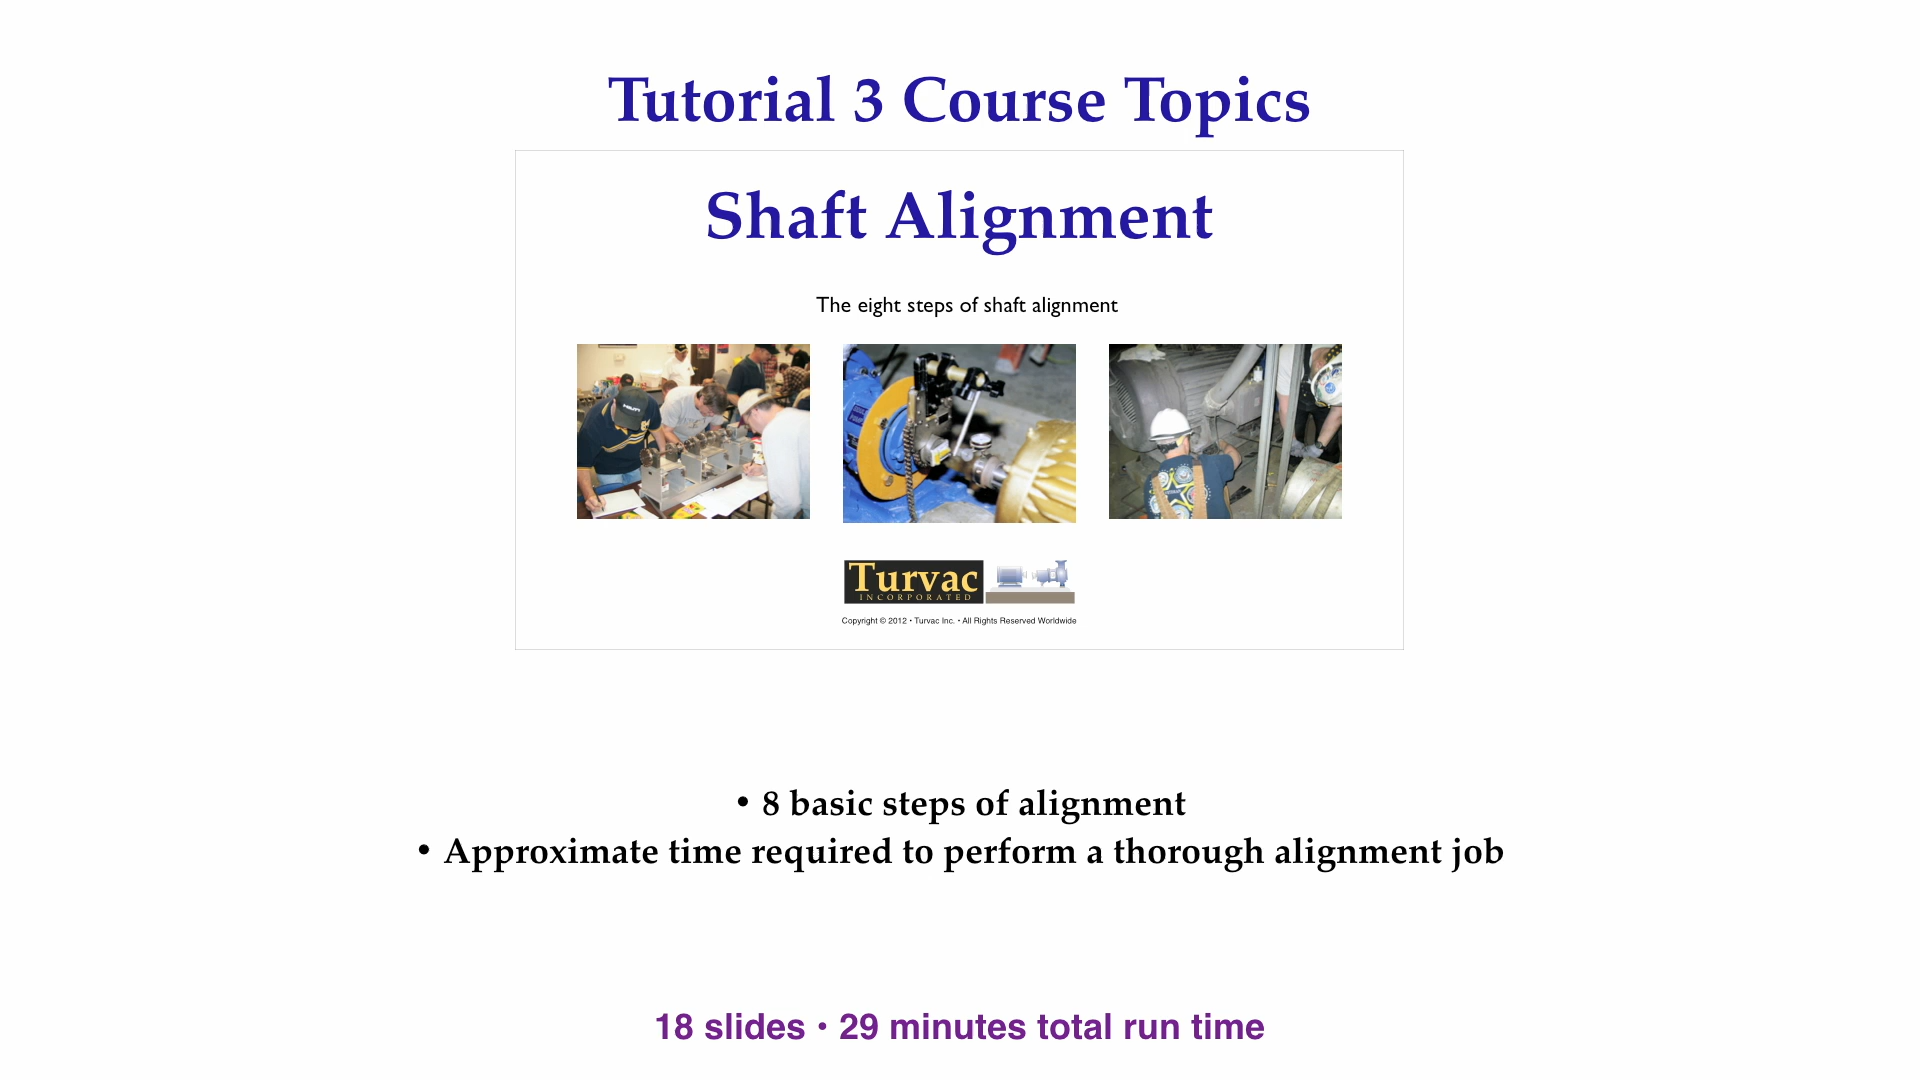 Tutorial 3 Course Topics
Shaft Alignment
The eight steps of shaft alignment
Turvac
INCORPORATED
Copyright © 2012 • Turvac Inc. • All Rights Reserved Worldwide
• 8 basic steps of alignment
• Approximate time required to perform a thorough alignment job
18 slides • 29 minutes total run time